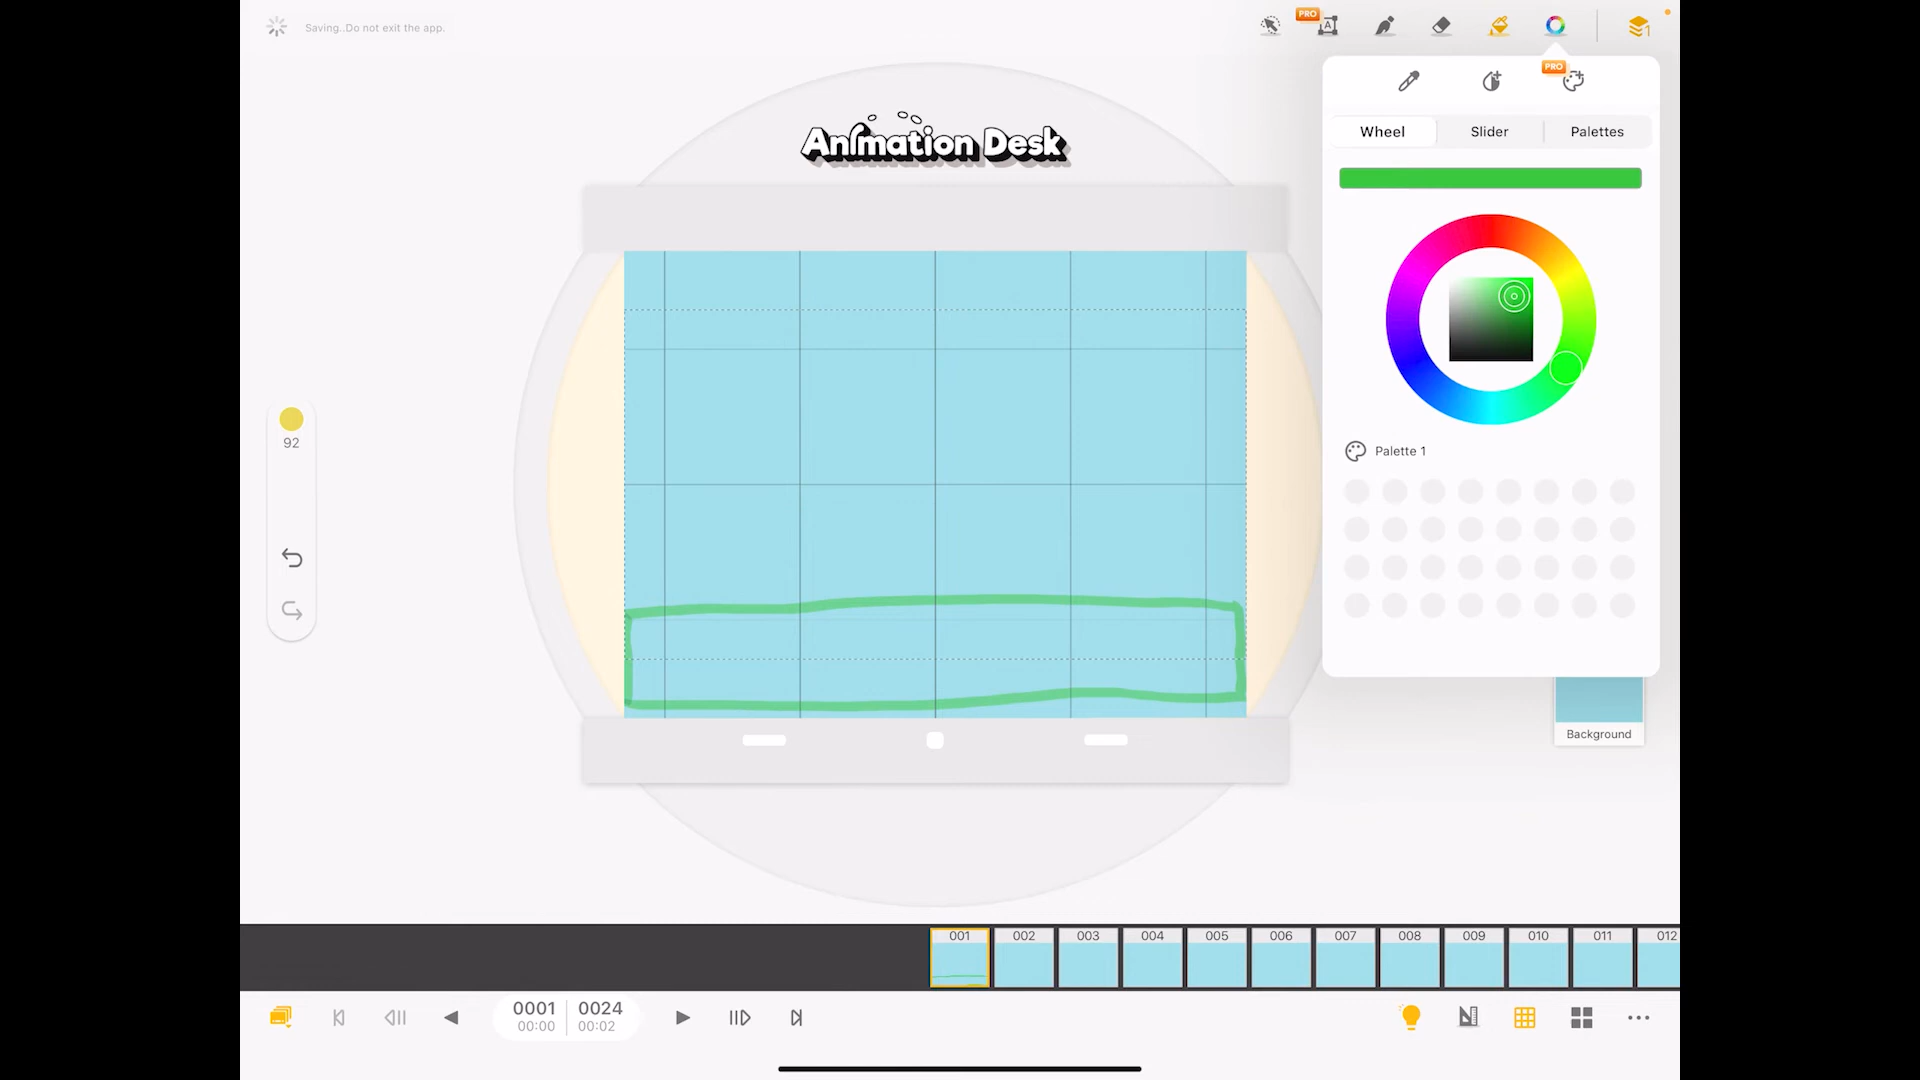 Saving..Do not exit the app.
PRO
A
1
PRO
Animation Desk
Wheel
Slider
Palettes
92
Palette 1
Background
001
002
003
004
005
006
007
008
009
010
011
012
0001
0024
00:00
00:02